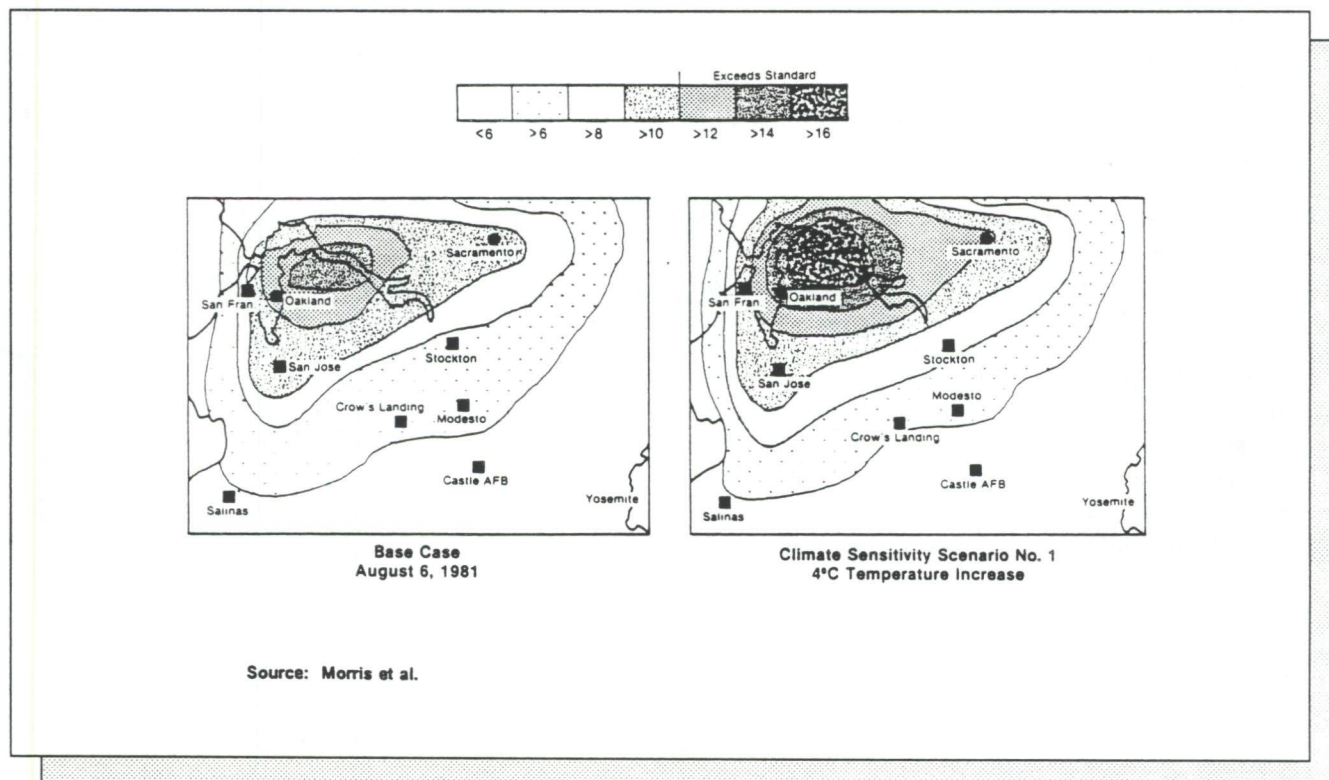 Exceeds Standard
<6 >6 >8 >10 >12 >14 >16
Sacramento
San Fran
Oakland
Stockton
San Jose
Crow's Landing
Modesto
Castle AFB
Yosemite
Salinas
Base Case
August 6, 1981
Sacramento
San Fran
Oakland
Stockton
San Jose
Modesto
Crow's Landing
Castle AFB
Yosemite
Salinas
Climate Sensitivity Scenario No. 1
4°C Temperature Increase
Source: Morris et al.